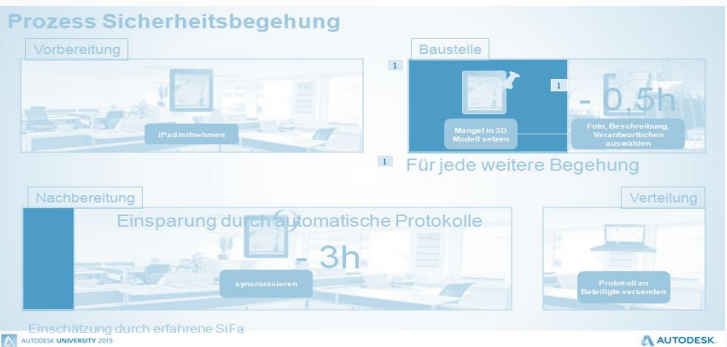 Prozess Sicherheitsbegehung
Vorbereitung
iPad mitnehmen
Baustelle
1
1
- 0,5h
Mangel in 3D
Modell setzen
Foto, Beschreibung,
Verantwortlichen
auswählen
1
Für jede weitere Begehung
Nachbereitung
Einsparung durch automatische Protokolle
- 3h
syncronisieren
Verteilung
Protokoll an
Beteiligte versenden
Einschätzung durch erfahrene SiFa
AUTODESK UNIVERSITY 2015
AUTODESK.